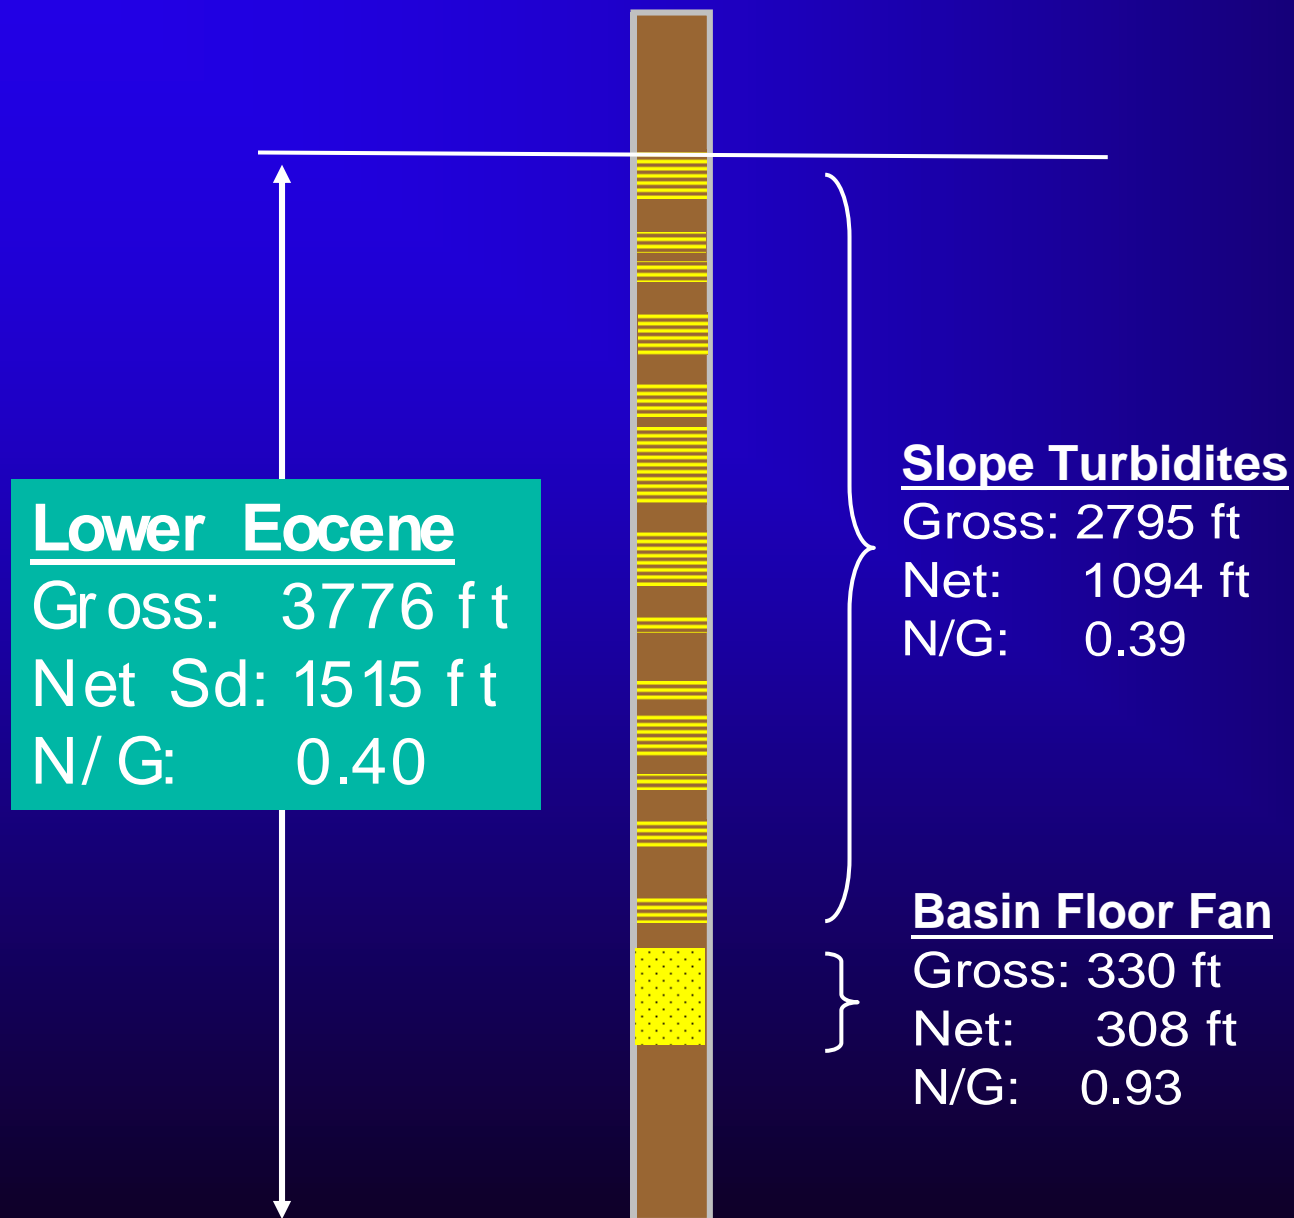 Lower Eocene
Gross: 3776 ft
Net Sd: 1515 ft
N/G: 0.40
Slope Turbidites
Gross: 2795 ft
Net: 1094 ft
N/G: 0.39
Basin Floor Fan
Gross: 330 ft
Net: 308 ft
N/G: 0.93